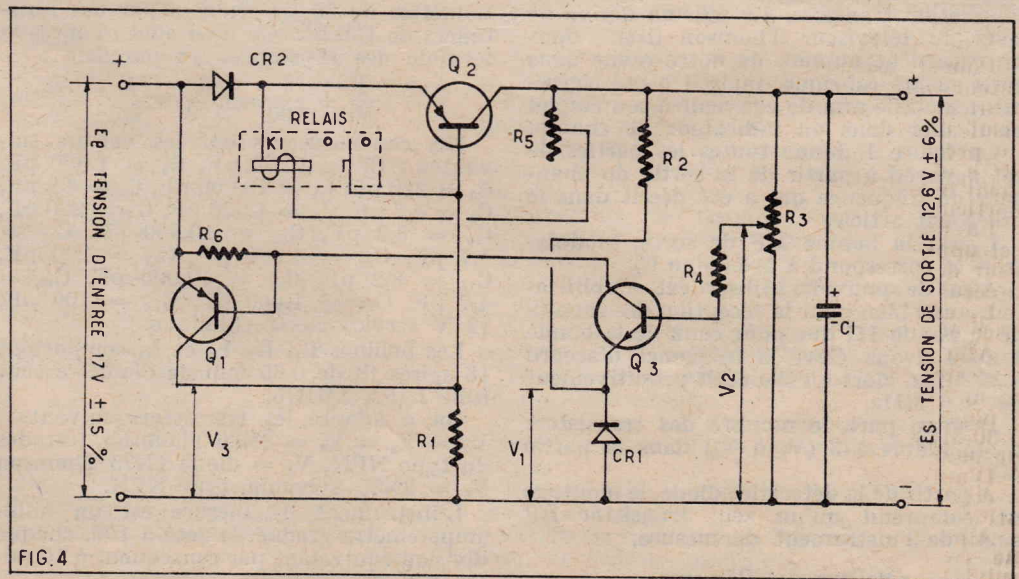 +
CR2
Q2
+
RELAIS
K1
R5
R2
R3
R6
R4
Q1
Q3
C1
+
V3
R1
V1
CR1
V2
Ee TENSION D'ENTRÉE 17V ±15 %
Es TENSION DE SORTIE 12,6 V ± 6%
-
-
FIG.4